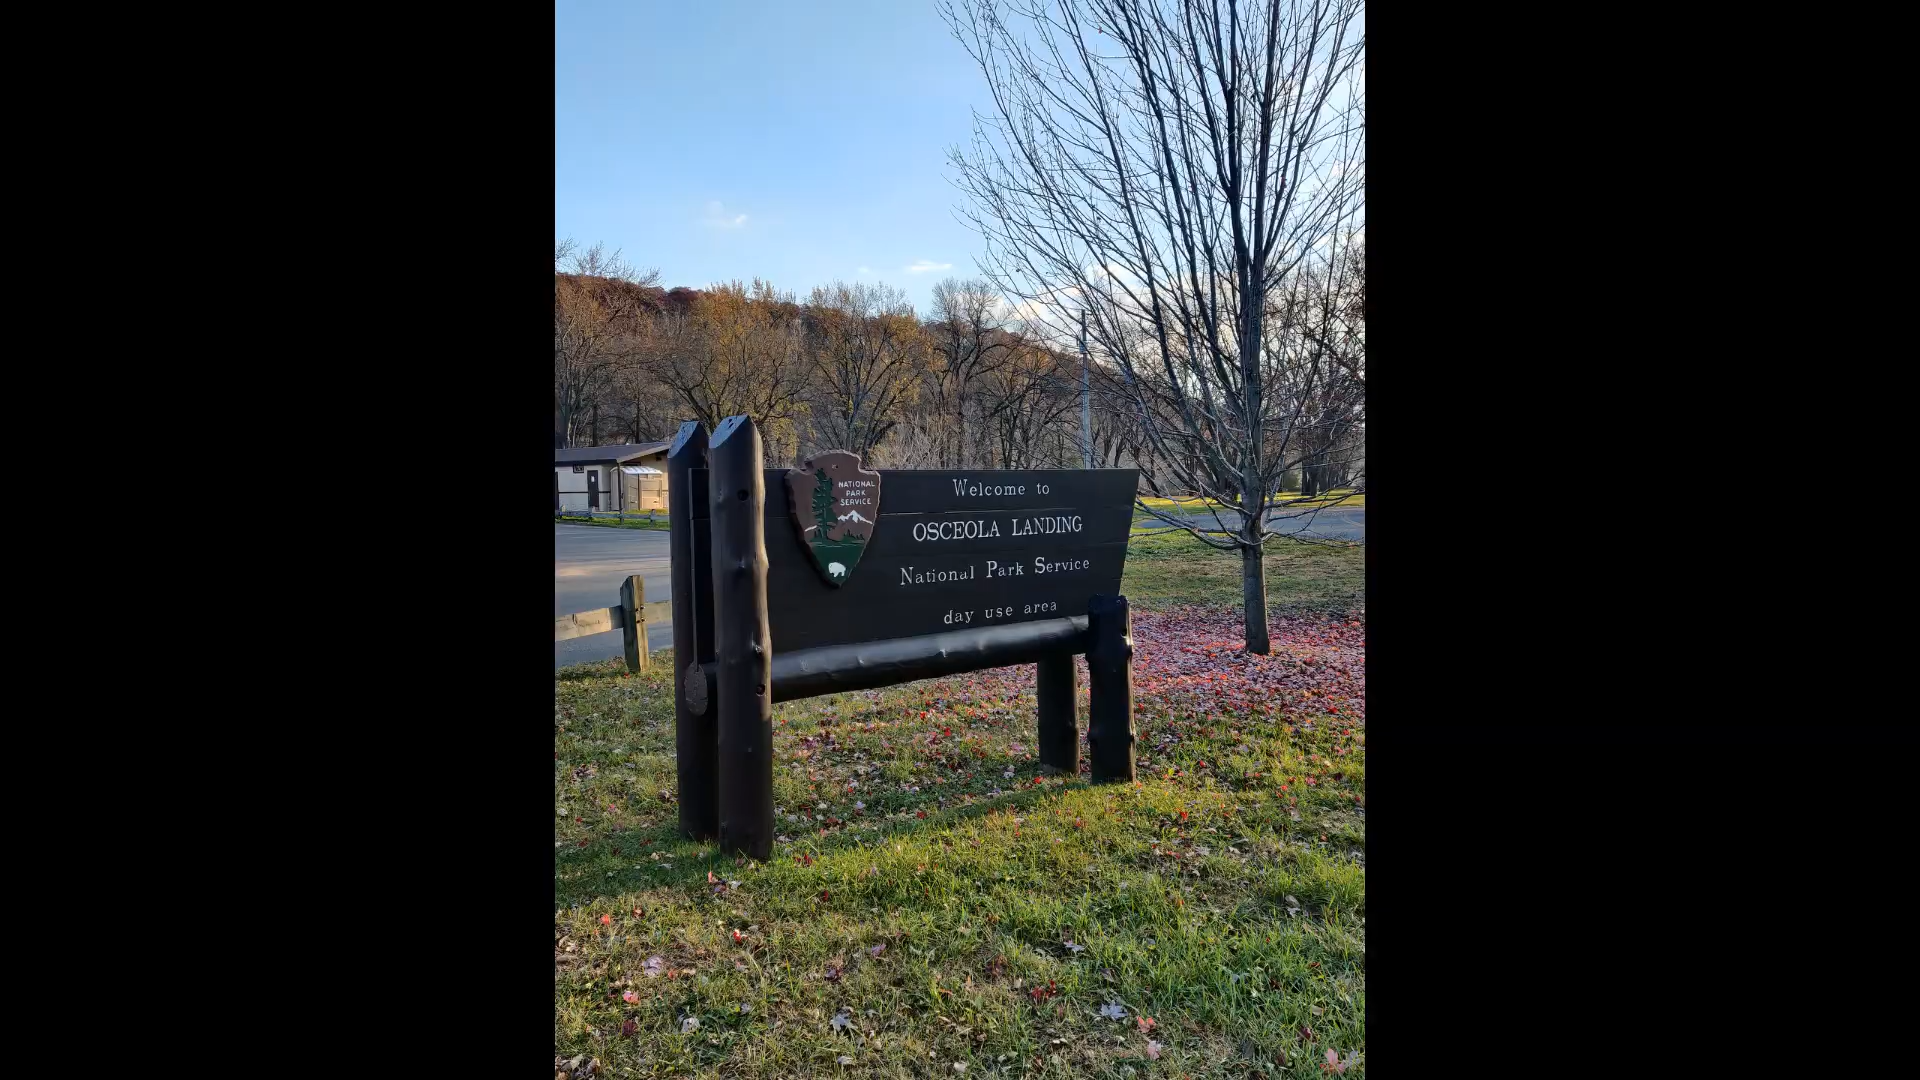 NATIONAL
PARK
SERVICE
Welcome to
OSCEOLA LANDING
National Park Service
day use area